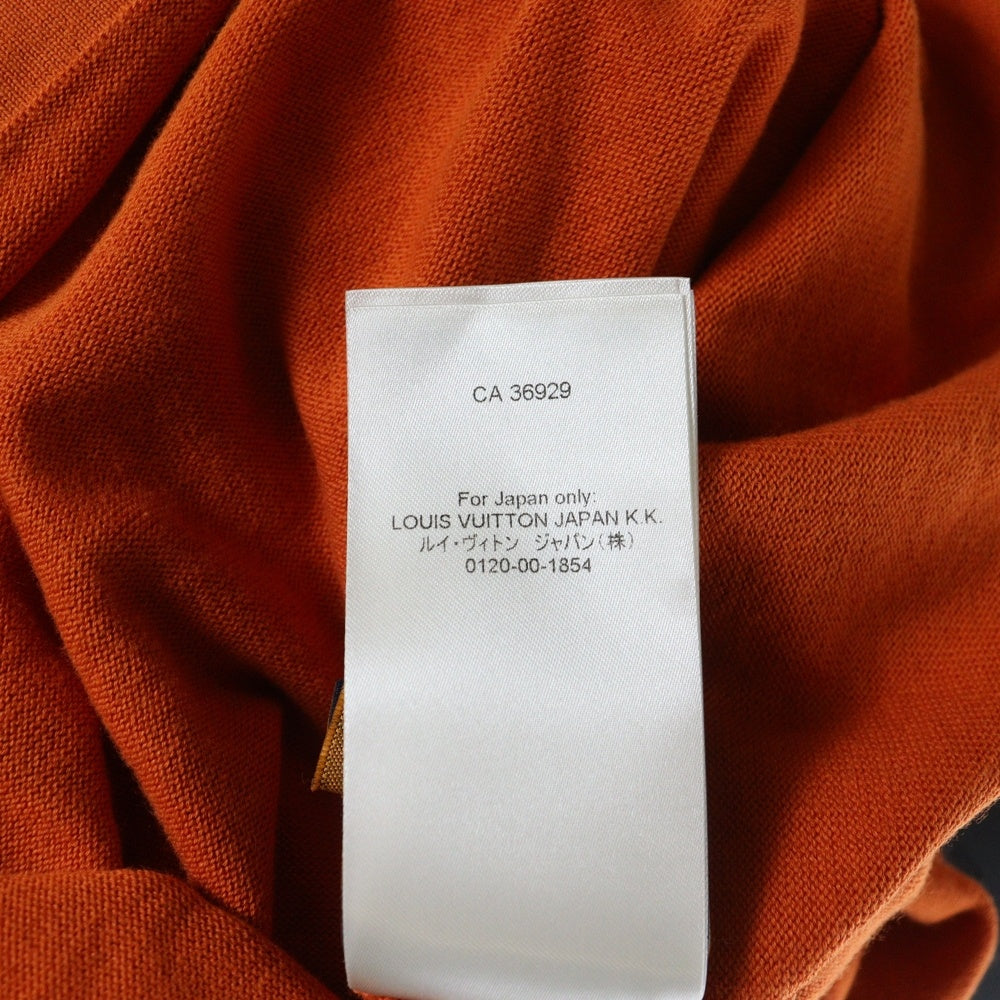 CA 36929
For Japan only:
LOUIS VUITTON JAPAN K.K.
ルイ・ヴィトン ジャパン(株)
0120-00-1854